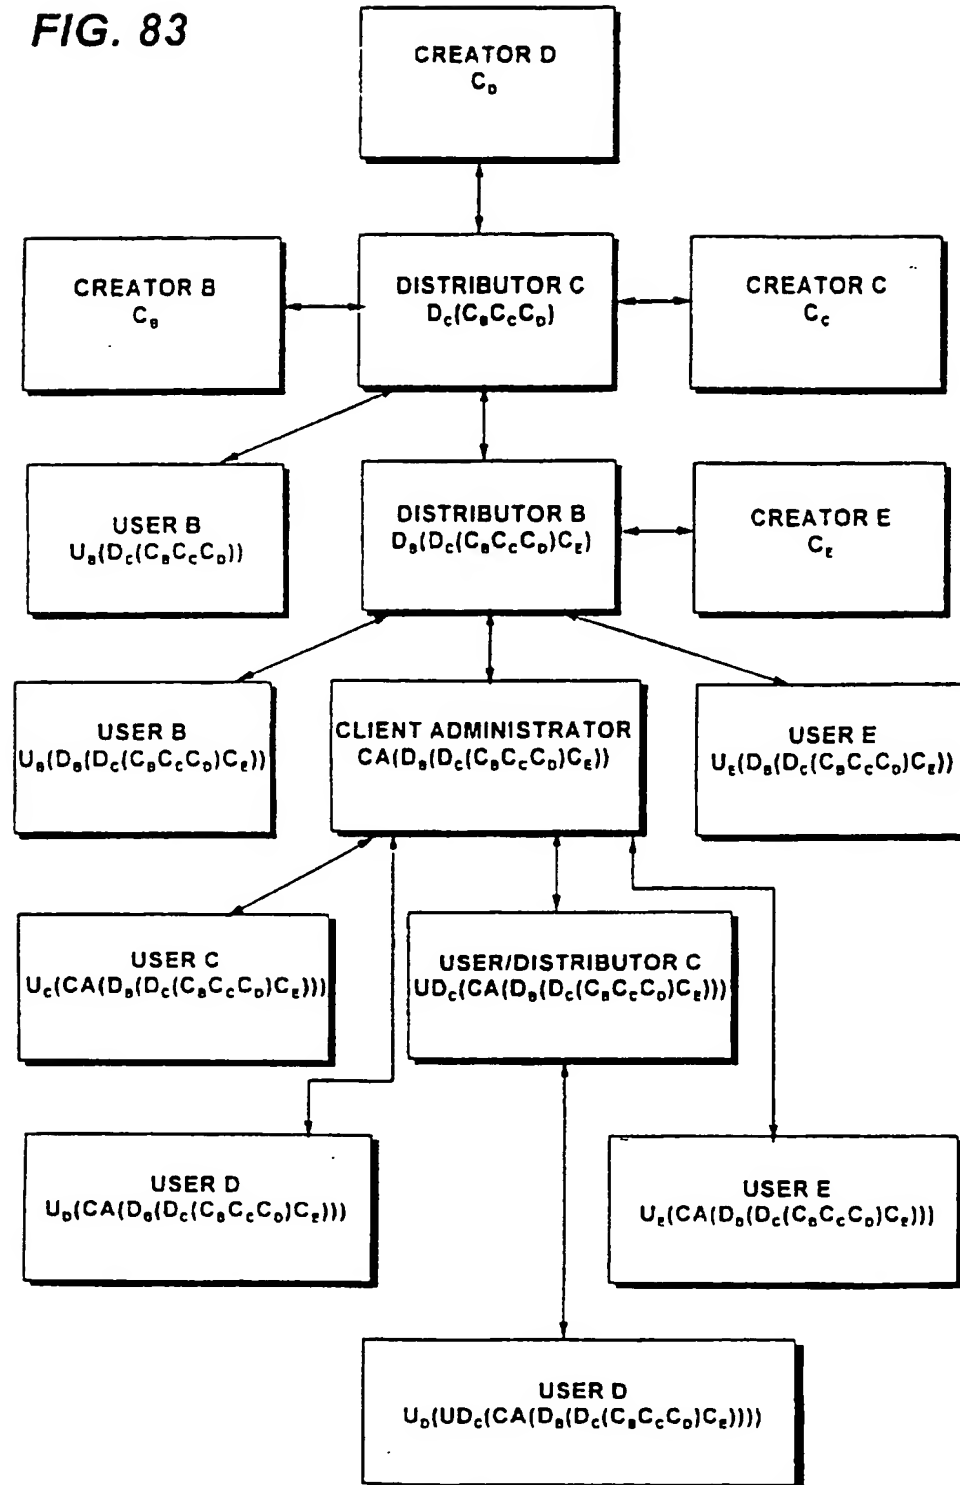 FIG. 83
CREATOR D
C_D
CREATOR B
C_B
DISTRIBUTOR C
D_C(C_BC_CC_D)
CREATOR C
C_C
USER B
U_B(D_C(C_BC_CC_D))
DISTRIBUTOR B
D_B(D_C(C_BC_CC_D)C_E)
CREATOR E
C_E
USER B
U_B(D_B(D_C(C_BC_CC_D)C_E))
CLIENT ADMINISTRATOR
CA(D_B(D_C(C_BC_CC_D)C_E))
USER E
U_E(D_B(D_C(C_BC_CC_D)C_E))
USER C
U_C(CA(D_B(D_C(C_BC_CC_D)C_E)))
USER/DISTRIBUTOR C
UD_C(CA(D_B(D_C(C_BC_CC_D)C_E)))
USER D
U_D(CA(D_B(D_C(C_BC_CC_D)C_E)))
USER E
U_E(CA(D_B(D_C(C_BC_CC_D)C_E)))
USER D
U_D(UD_C(CA(D_B(D_C(C_BC_CC_D)C_E))))